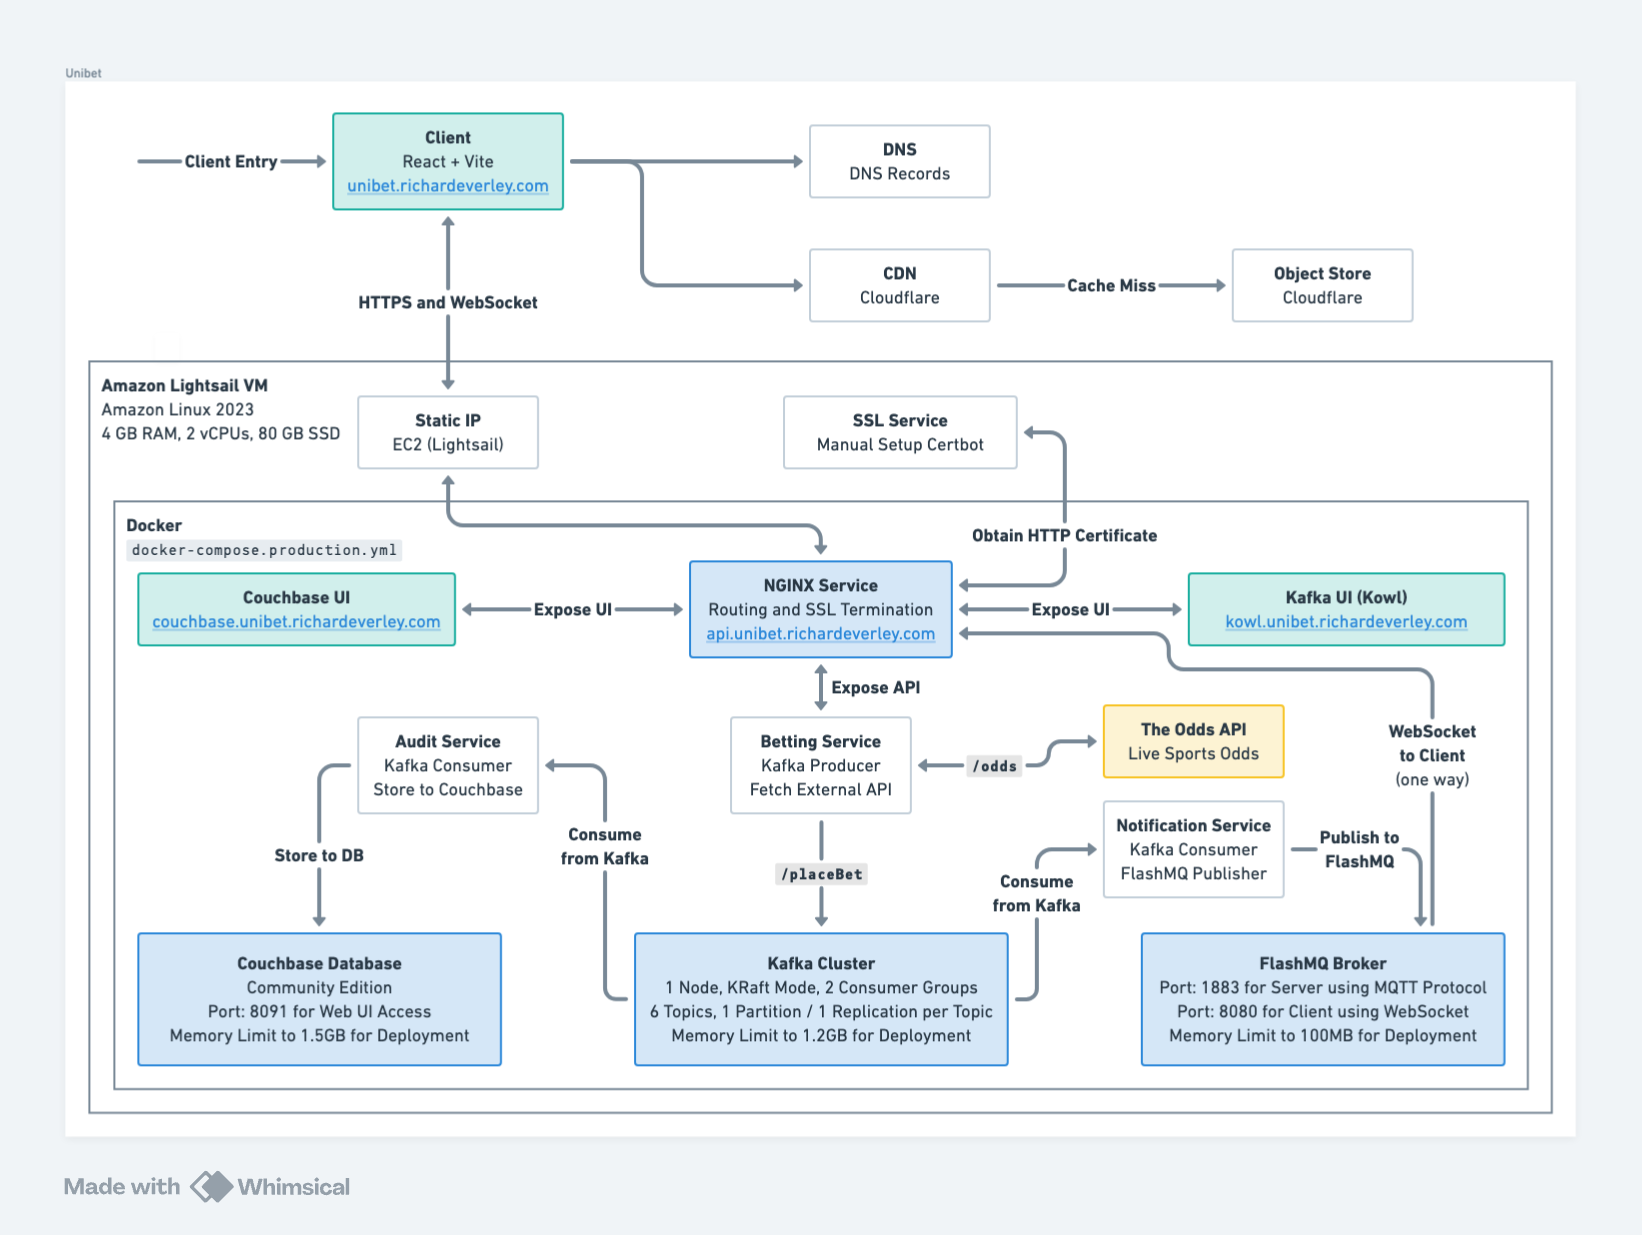 Unibet
Client Entry
Client
React + Vite
unibet.richardeverley.com
DNS
DNS Records
CDN
Cloudflare
Cache Miss
Object Store
Cloudflare
HTTPS and WebSocket
Amazon Lightsail VM
Amazon Linux 2023
4 GB RAM, 2 vCPUs, 80 GB SSD
Static IP
EC2 (Lightsail)
SSL Service
Manual Setup Certbot
Docker
docker-compose.production.yml
Obtain HTTP Certificate
Couchbase UI
couchbase.unibet.richardeverley.com
Expose UI
NGINX Service
Routing and SSL Termination
api.unibet.richardeverley.com
Expose UI
Kafka UI (Kowl)
kowl.unibet.richardeverley.com
Expose API
Audit Service
Kafka Consumer
Store to Couchbase
Betting Service
Kafka Producer
Fetch External API
/odds
The Odds API
Live Sports Odds
WebSocket
to Client
(one way)
Store to DB
Consume
from Kafka
/placeBet
Consume
from Kafka
Notification Service
Kafka Consumer
FlashMQ Publisher
Publish to
FlashMQ
Couchbase Database
Community Edition
Port: 8091 for Web UI Access
Memory Limit to 1.5GB for Deployment
Kafka Cluster
1 Node, KRaft Mode, 2 Consumer Groups
6 Topics, 1 Partition / 1 Replication per Topic
Memory Limit to 1.2GB for Deployment
FlashMQ Broker
Port: 1883 for Server using MQTT Protocol
Port: 8080 for Client using WebSocket
Memory Limit to 100MB for Deployment
Made with Whimsical